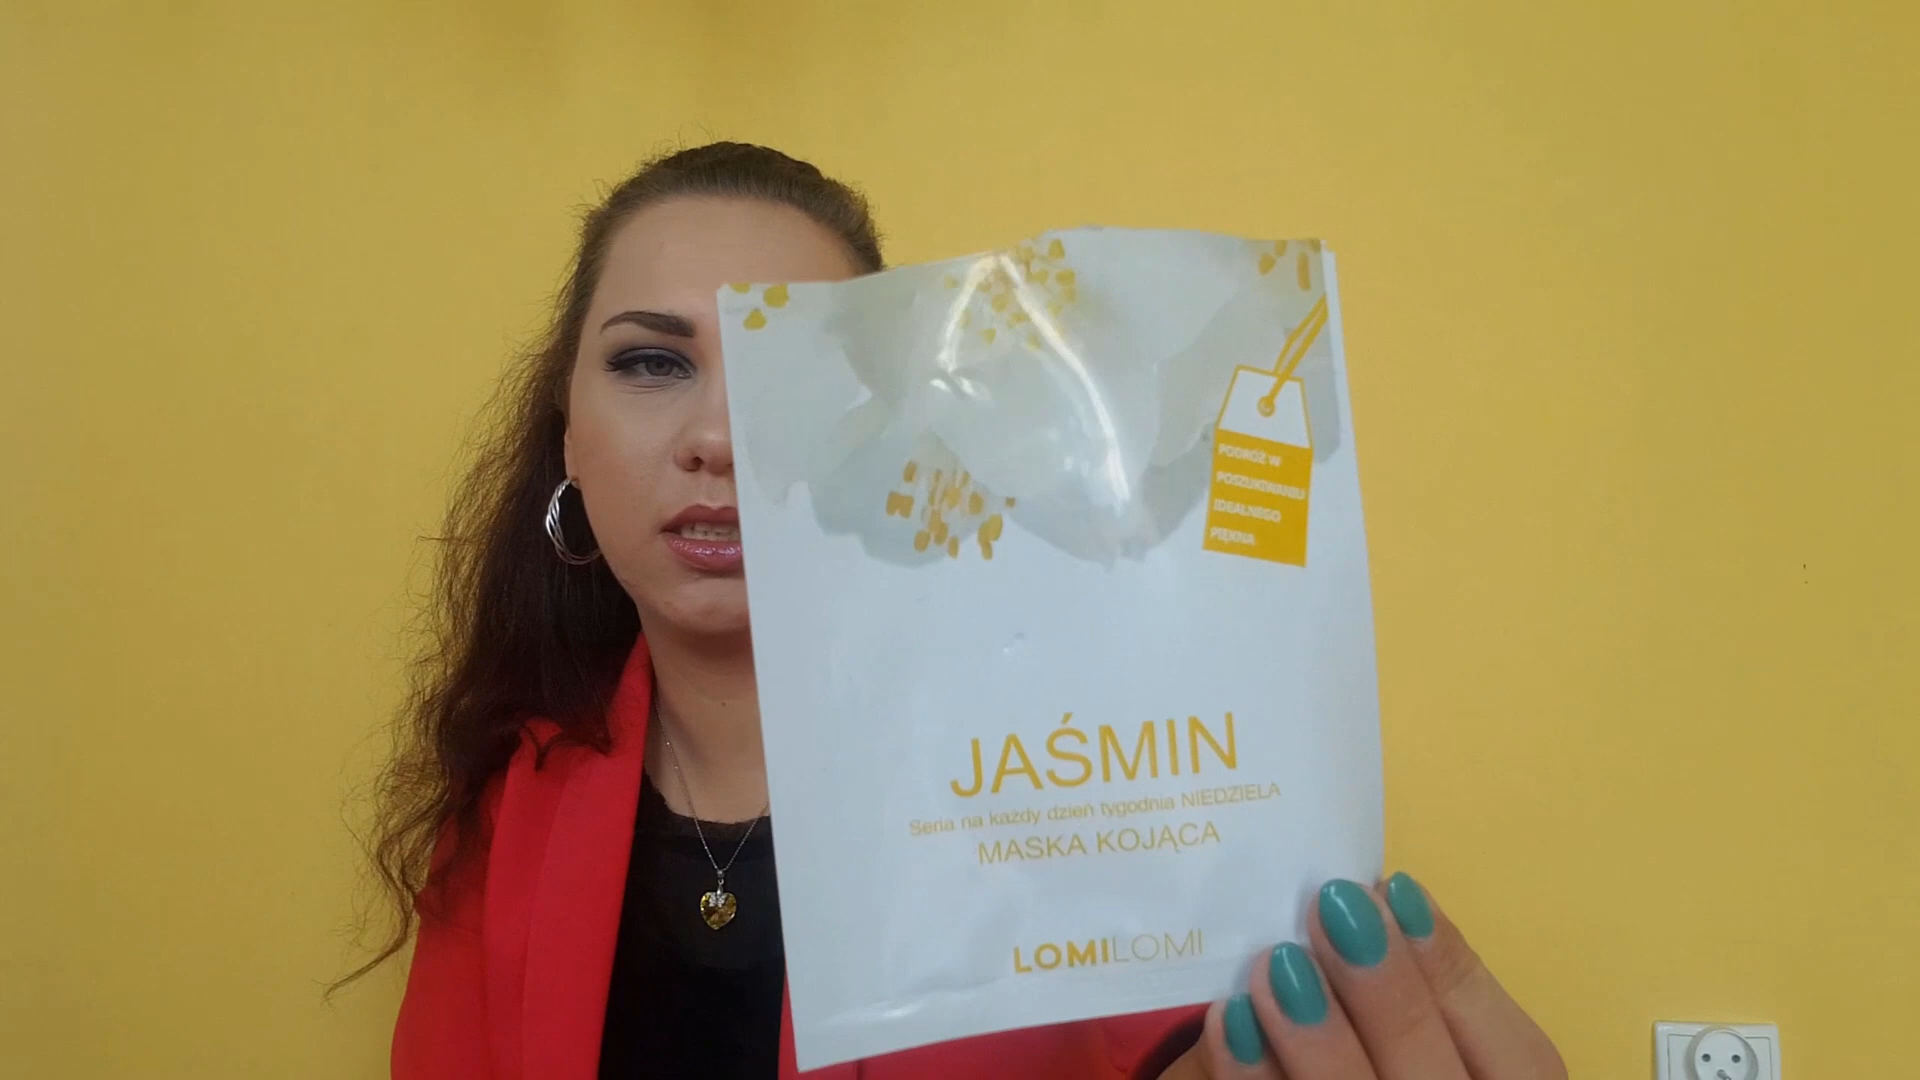 PODRÓŻ W
POSZUKIWANIU
IDEALNEGO
PIĘKNA
JAŚMIN
Seria na każdy dzień tygodnia NIEDZIELA
MASKA KOJĄCA
LOMILOMI